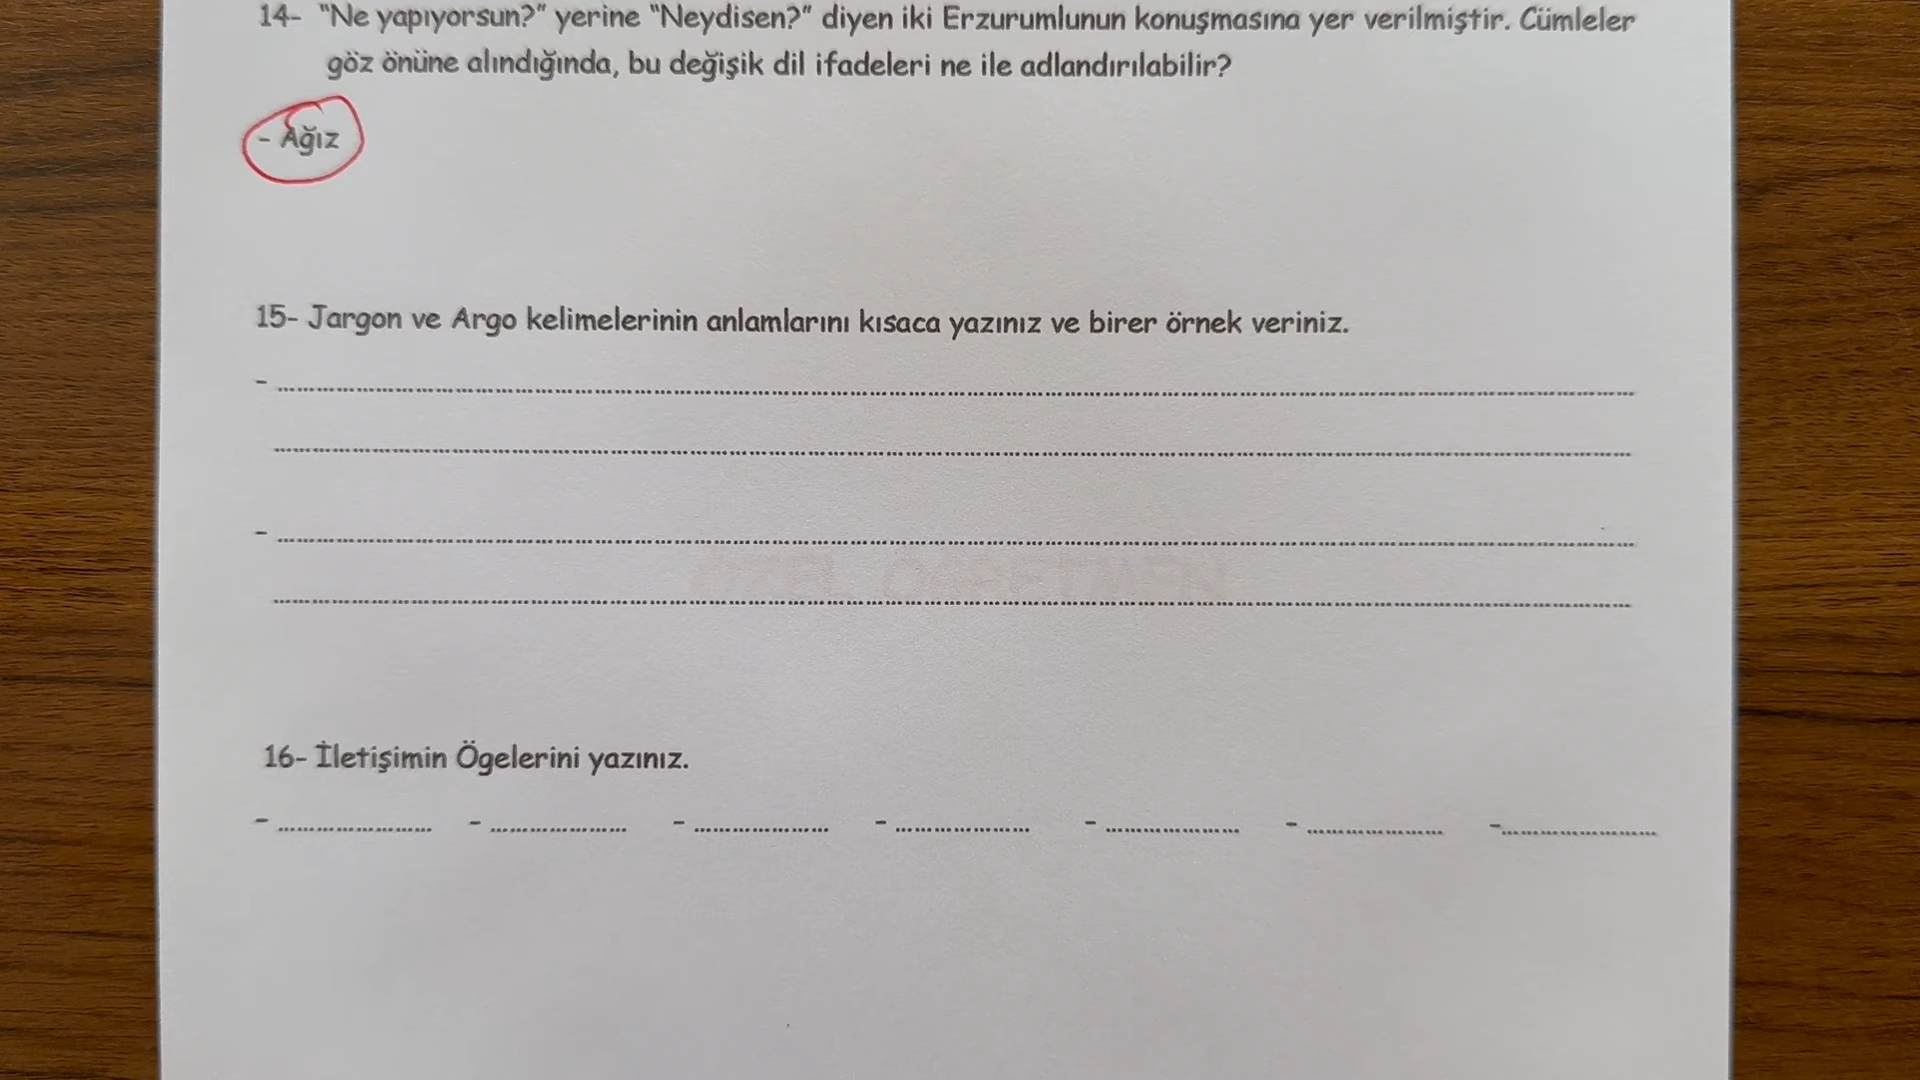 14- "Ne yapıyorsun?" yerine "Neydisen?" diyen iki Erzurumlunun konuşmasına yer verilmiştir. Cümleler
göz önüne alındığında, bu değişik dil ifadeleri ne ile adlandırılabilir?
- Ağız
15- Jargon ve Argo kelimelerinin anlamlarını kısaca yazınız ve birer örnek veriniz.
- ........................................................................
........................................................................
- ........................................................................
........................................................................
16- İletişimin Ögelerini yazınız.
- .................... - .................... - .................... - .................... - .................... - .................... -....................